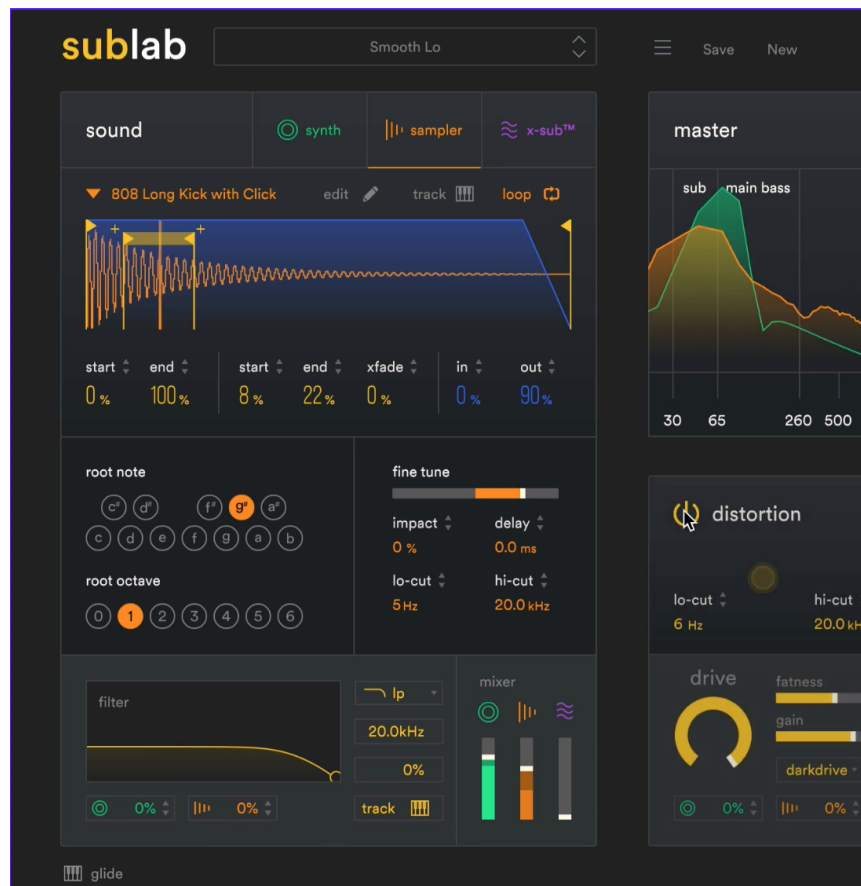 sublab
Smooth Lo
Save New
sound synth sampler x-sub™
808 Long Kick with Click edit track loop
start end start end xfade in out
0 % 100 % 8 % 22 % 0 % 0 % 90 %
root note
c# d# f# g# a#
c d e f g a b
root octave
0 1 2 3 4 5 6
fine tune
impact delay
0 % 0.0 ms
lo-cut hi-cut
5 Hz 20.0 kHz
filter
lp
20.0kHz
0%
0% 0% track
mixer
glide
master
sub main bass
30 65 260 500
distortion
lo-cut hi-cut
6 Hz 20.0 kH
drive fatness
gain
darkdrive
0% 0%